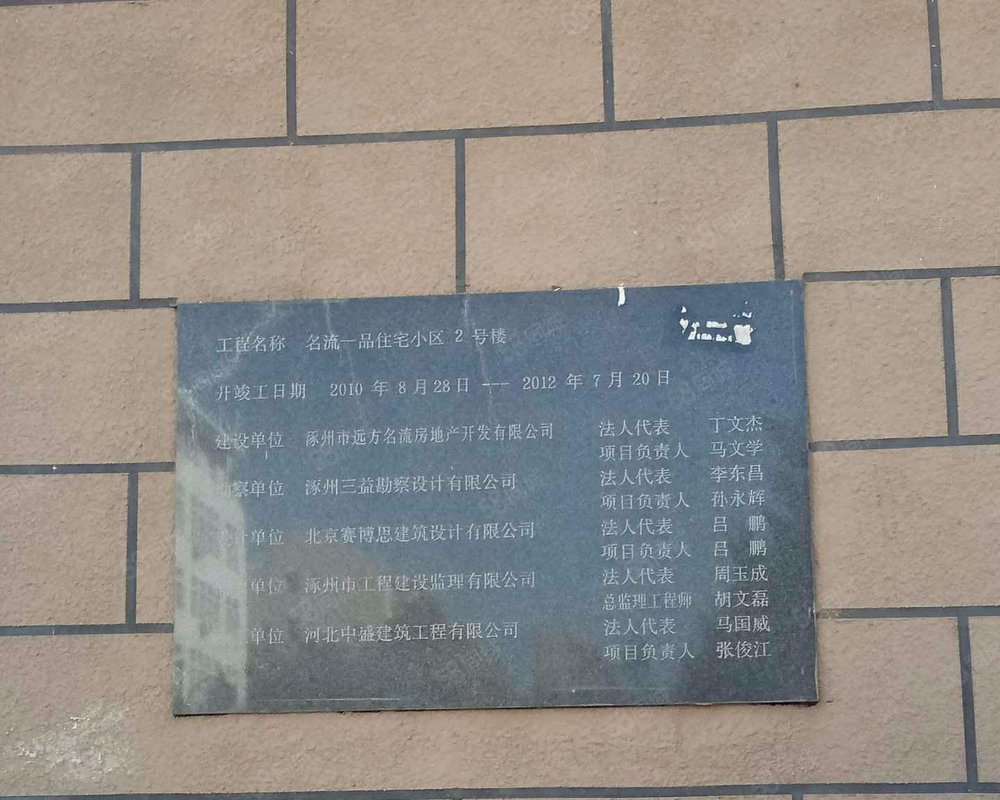 工程名称 名流一品住宅小区 2 号楼
开竣工日期 2010 年 8 月 28 日 --- 2012 年 7 月 20 日
建设单位 涿州市远方名流房地产开发有限公司 法人代表 丁文杰
项目负责人 马文学
察单位 涿州三益勘察设计有限公司 法人代表 李东昌
项目负责人 孙永辉
计单位 北京赛博思建筑设计有限公司 法人代表 吕 鹏
项目负责人 吕 鹏
单位 涿州市工程建设监理有限公司 法人代表 周玉成
总监理工程师 胡文磊
单位 河北中盛建筑工程有限公司 法人代表 马国威
项目负责人 张俊江